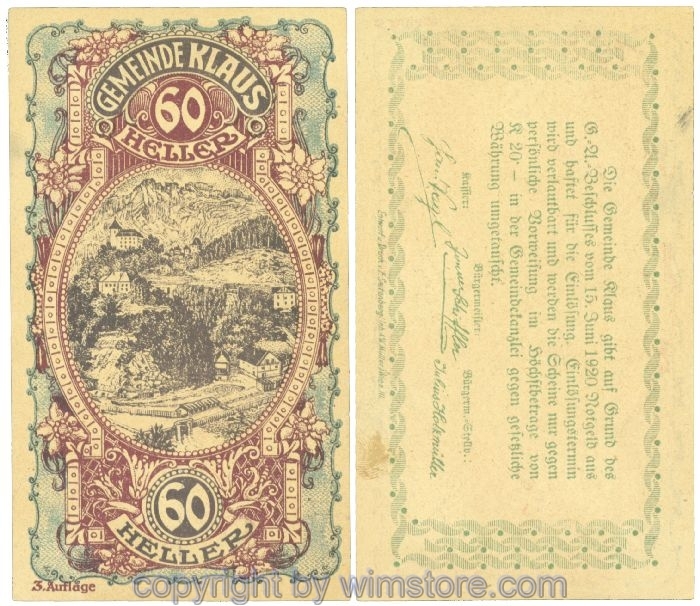 GEMEINDE KLAUS
60
HELLER
60
HELLER
3. Auflage
Die Gemeinde Klaus gibt auf Grund des
G.-A.-Beschlusses vom 15. Juni 1920 Notgeld aus
und haftet für die Einlösung. Einlösungstermin
wird verlautbart und werden die Scheine nur gegen
persönliche Vorweisung im Höchstbetrage von
K 20·– in der Gemeindekanzlei gegen gesetzliche
Währung umgetauscht.
Kassier:
Bürgermeister:
Bürgerm.-Stellv.:
copyright by wimstore.com